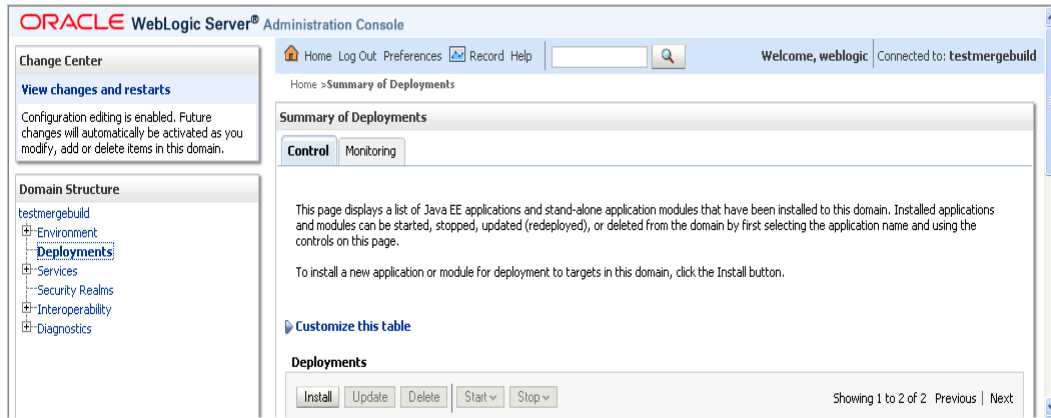 ORACLE WebLogic Server® Administration Console
Change Center
View changes and restarts
Configuration editing is enabled. Future
changes will automatically be activated as you
modify, add or delete items in this domain.
Domain Structure
testmergebuild
Environment
Deployments
Services
Security Realms
Interoperability
Diagnostics
Home Log Out Preferences Record Help
Welcome, weblogic Connected to: testmergebuild
Home >Summary of Deployments
Summary of Deployments
Control Monitoring
This page displays a list of Java EE applications and stand-alone application modules that have been installed to this domain. Installed applications
and modules can be started, stopped, updated (redeployed), or deleted from the domain by first selecting the application name and using the
controls on this page.
To install a new application or module for deployment to targets in this domain, click the Install button.
Customize this table
Deployments
Install Update Delete Start Stop
Showing 1 to 2 of 2 Previous | Next